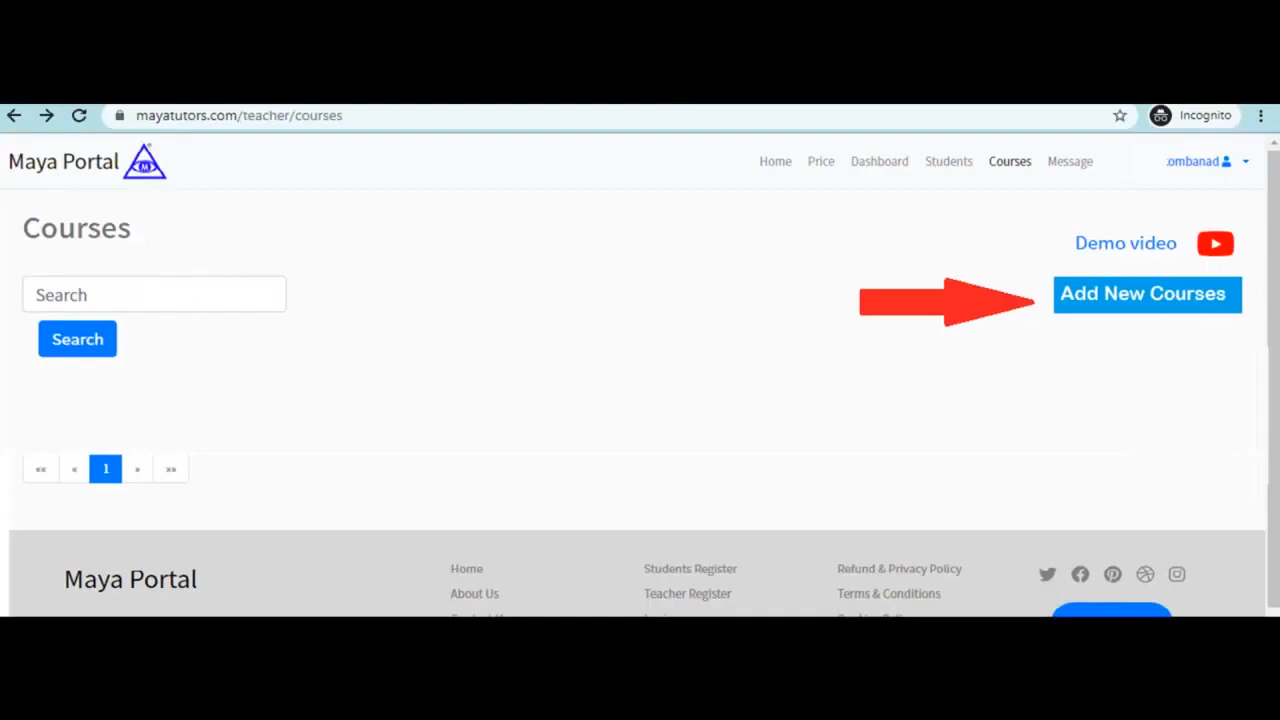 mayatutors.com/teacher/courses
Incognito
Maya Portal
M
Home Price Dashboard Students Courses Message
ombanad
Courses
Demo video
Search
Add New Courses
Search
«« « 1 » »»
Maya Portal
Home Students Register Refund & Privacy Policy
About Us Teacher Register Terms & Conditions